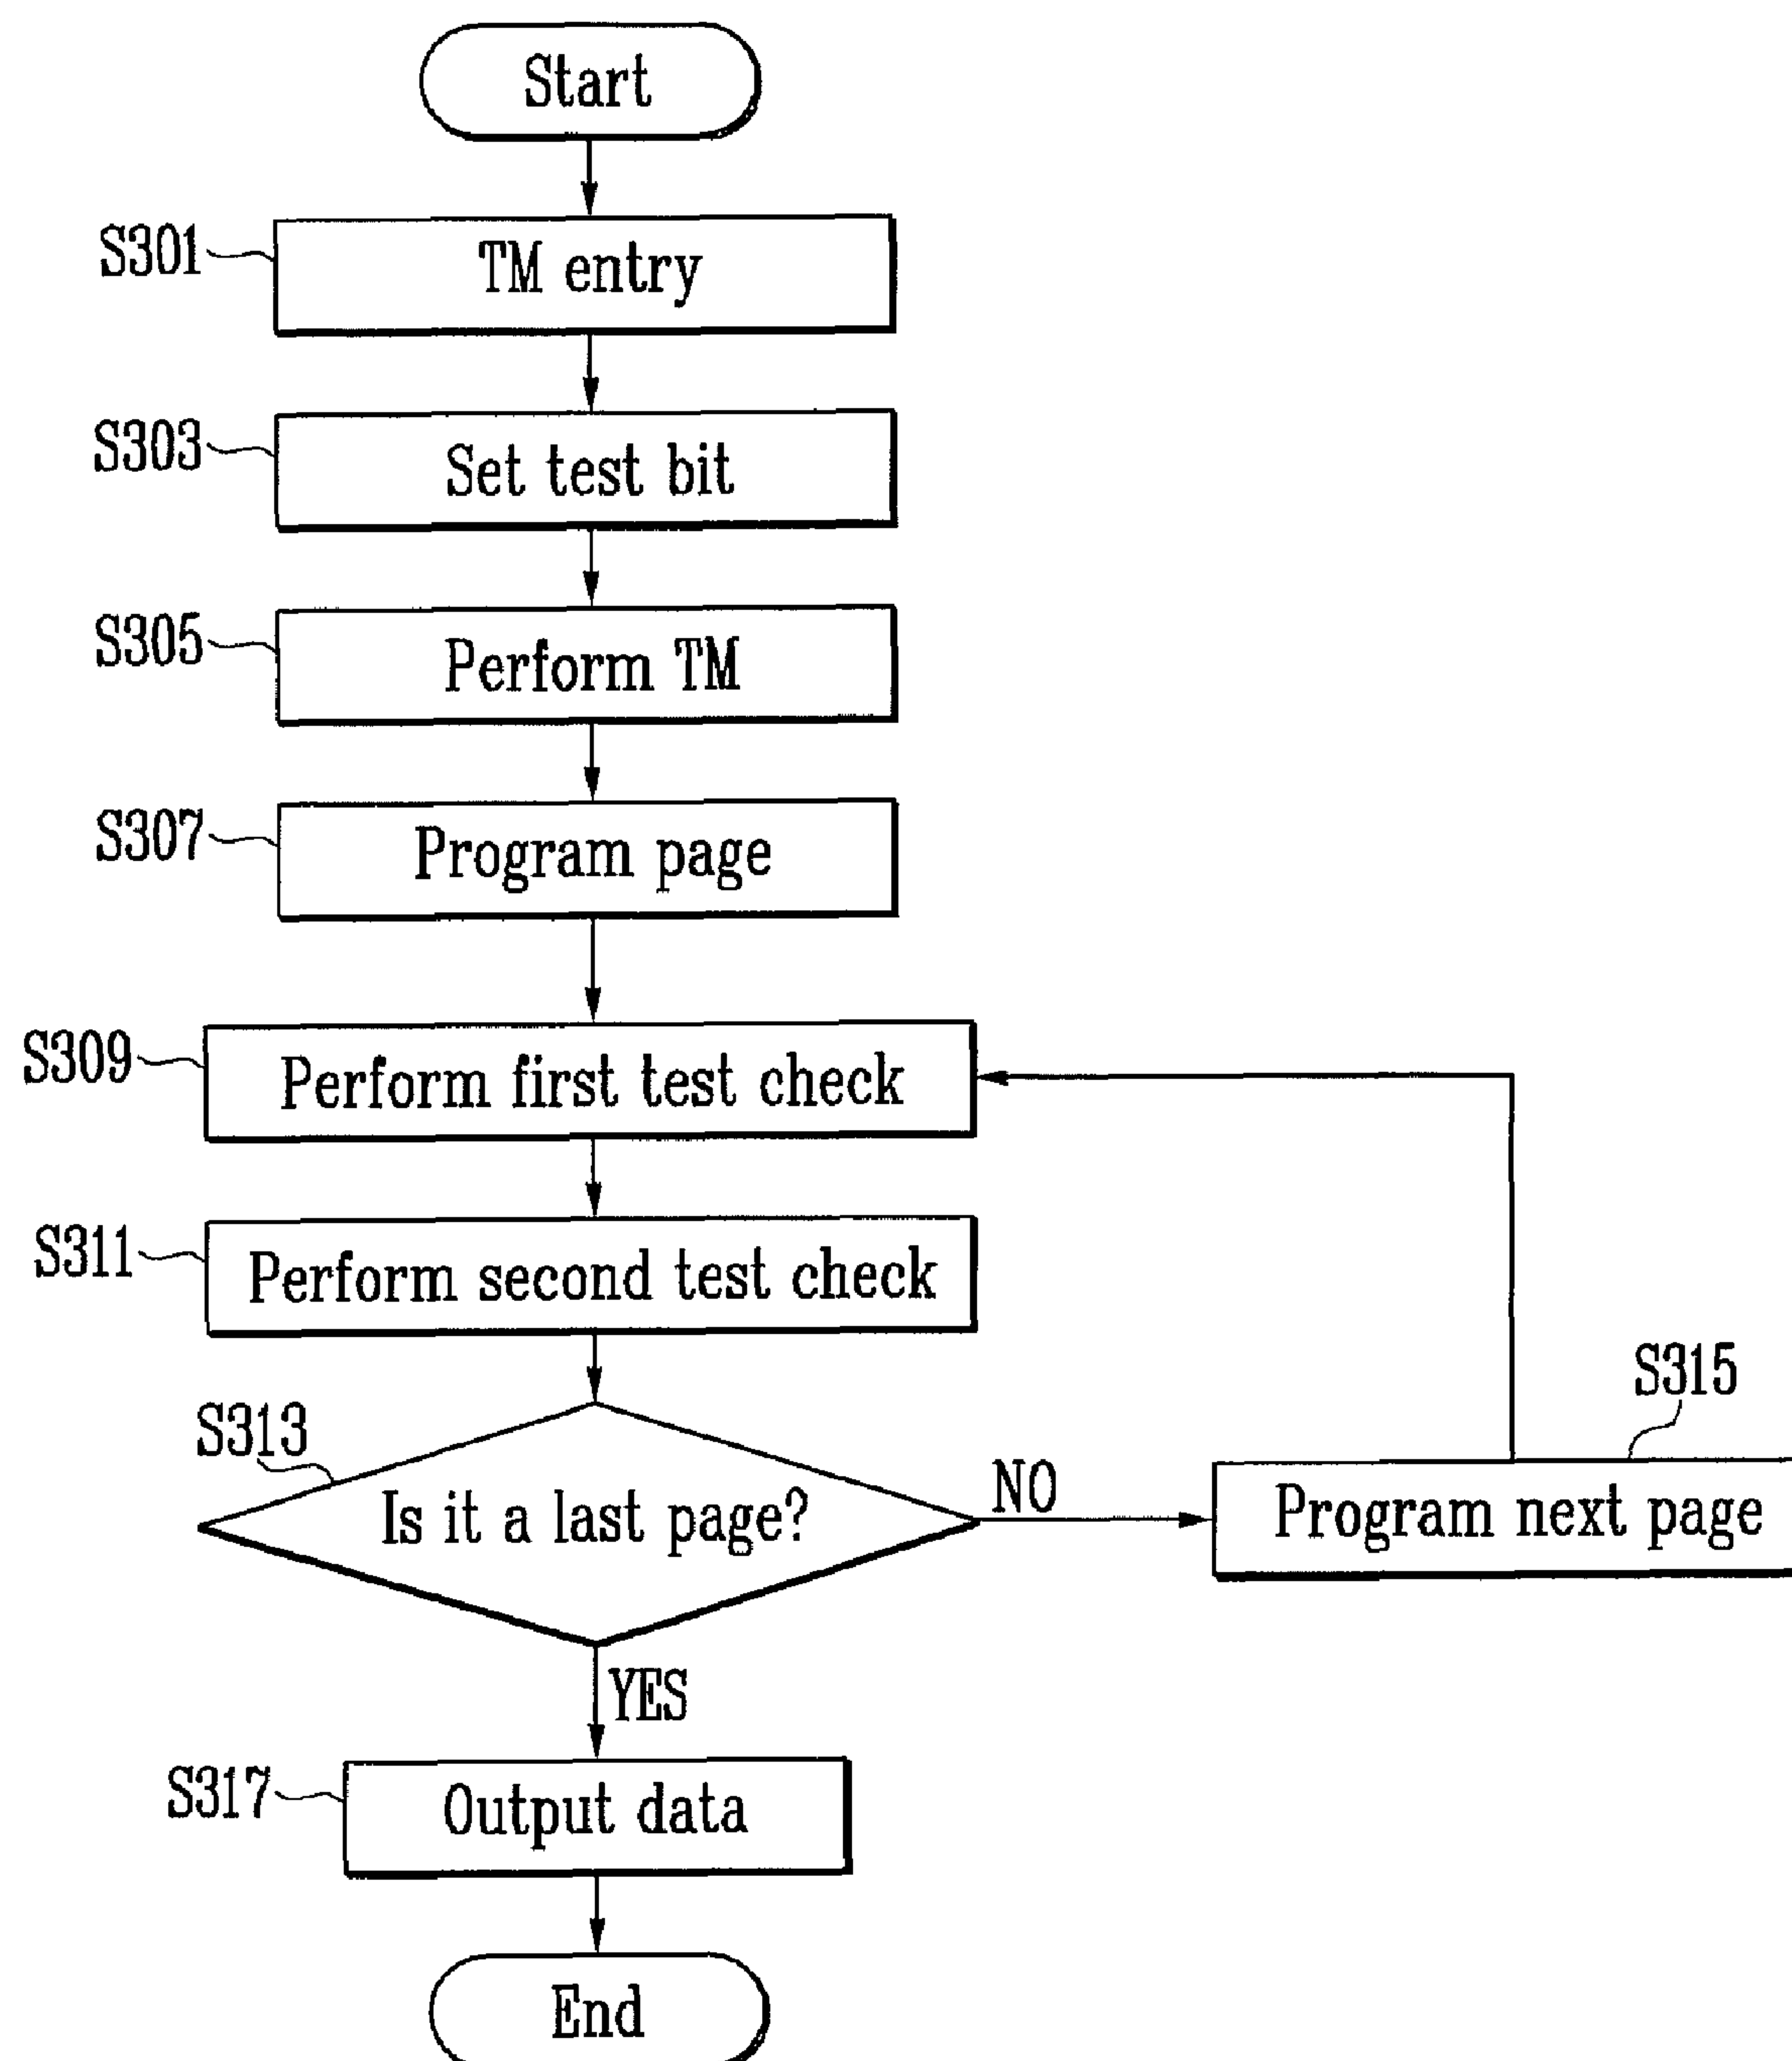 Start
S301
TM entry
S303
Set test bit
S305
Perform TM
S307
Program page
S309
Perform first test check
S311
Perform second test check
S313
Is it a last page?
NO
S315
Program next page
YES
S317
Output data
End